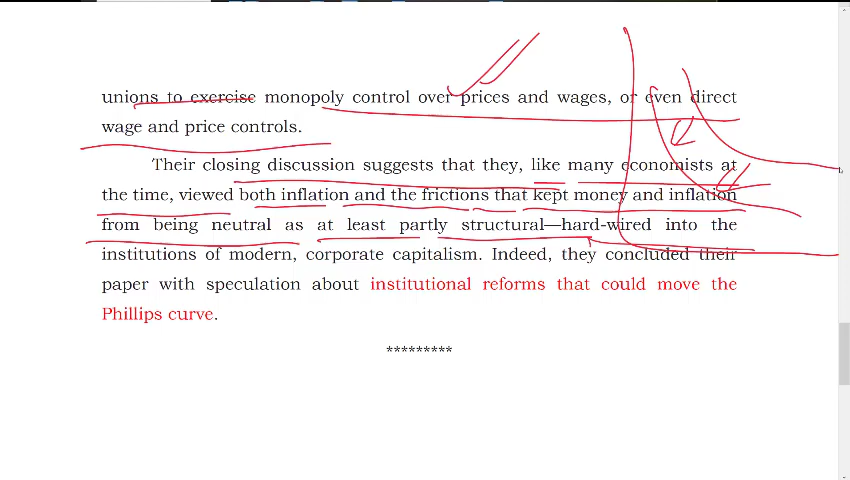 unions to exercise monopoly control over prices and wages, or even direct
wage and price controls.
Their closing discussion suggests that they, like many economists at
the time, viewed both inflation and the frictions that kept money and inflation
from being neutral as at least partly structural—hard-wired into the
institutions of modern, corporate capitalism. Indeed, they concluded their
paper with speculation about institutional reforms that could move the
Phillips curve.
*********